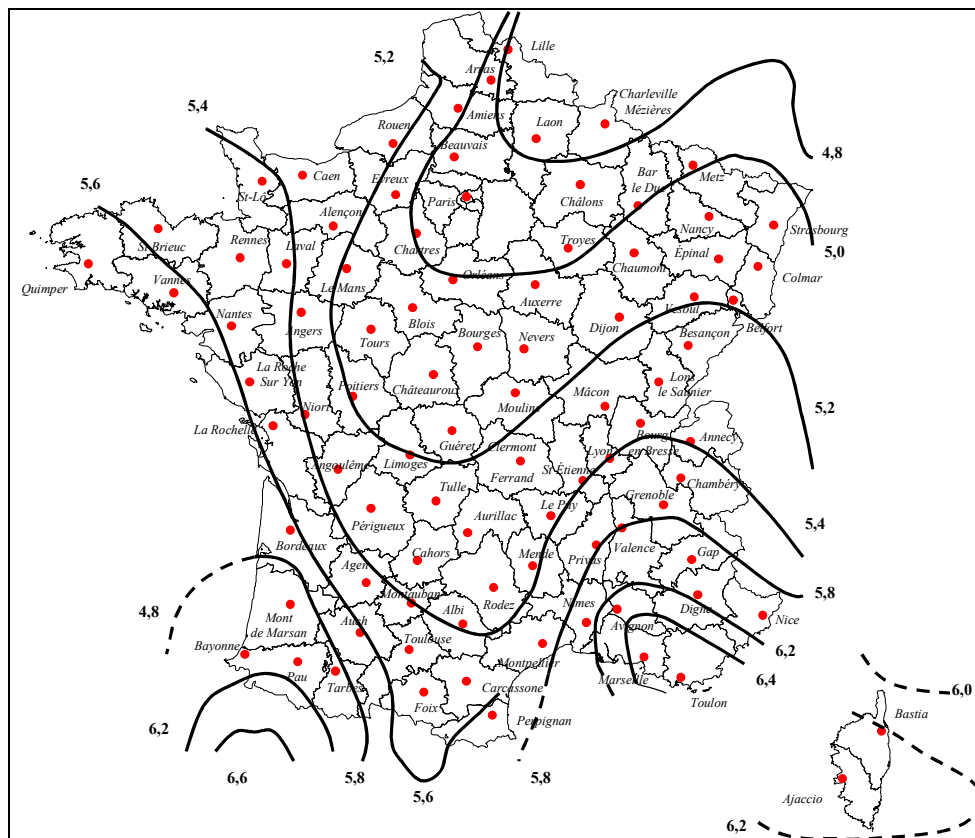 Lille
5,2
Arras
Charleville
Mézières
5,4
Amiens
Laon
Rouen
Beauvais
4,8
Bar
le Duc
Metz
Caen
Evreux
5,6
St-Lô
Paris
Châlons
Alençon
Nancy
Strasbourg
St Brieuc
Rennes
Laval
Chartres
Troyes
5,0
Chaumont
Épinal
Quimper
Vannes
Le Mans
Orléans
Colmar
Auxerre
Nantes
Angers
Blois
Vesoul
Belfort
Tours
Bourges
Nevers
Dijon
Besançon
La Roche
Sur Yon
Poitiers
Châteauroux
Lons
le Saunier
Moulins
Mâcon
5,2
Niort
La Rochelle
Guéret
Bourg
en Bresse
Annecy
Clermont
Ferrand
Lyon
Angoulême
Limoges
St Étienne
Chambéry
Tulle
Grenoble
Périgueux
Aurillac
Le Puy
5,4
Bordeaux
Valence
Cahors
Mende
Privas
Gap
Agen
Montauban
Rodez
5,8
4,8
Albi
Nîmes
Digne
Mont
de Marsan
Auch
Avignon
Nice
Toulouse
6,2
Bayonne
Montpellier
Pau
Marseille
6,4
Tarbes
Foix
Carcassone
Toulon
6,0
Perpignan
Bastia
6,2
6,6
5,8
5,6
5,8
Ajaccio
6,2